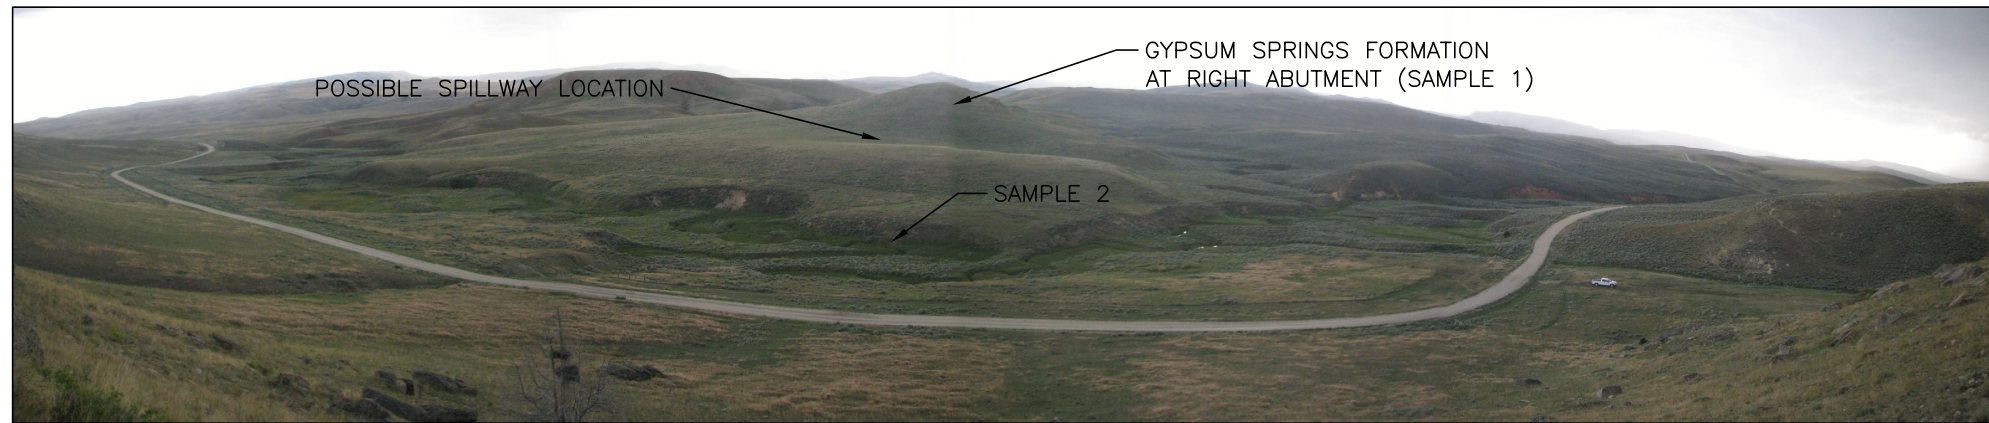 GYPSUM SPRINGS FORMATION
AT RIGHT ABUTMENT (SAMPLE 1)
POSSIBLE SPILLWAY LOCATION
SAMPLE 2